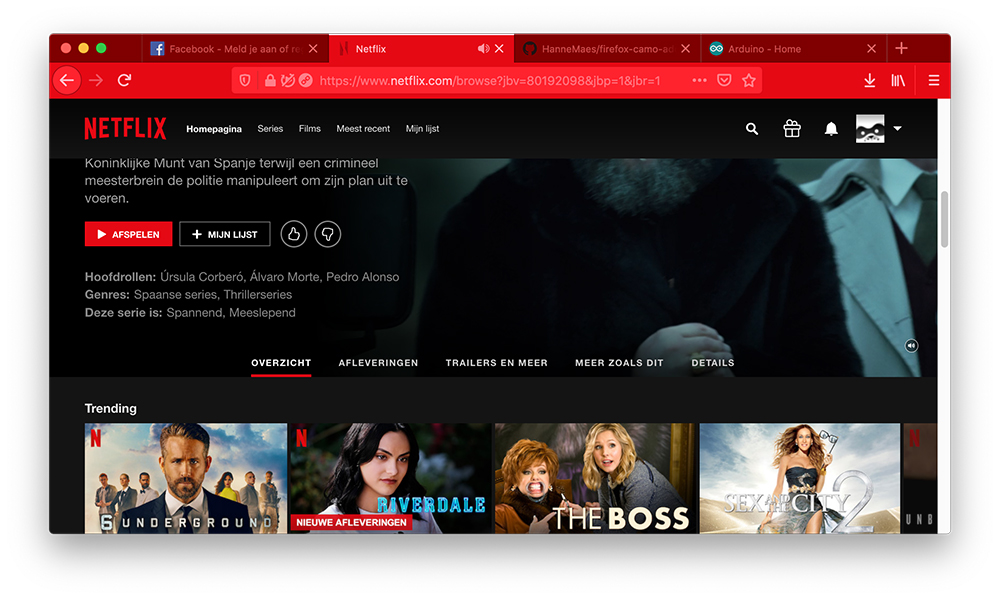 Facebook - Meld je aan of re
Netflix
HanneMaes/firefox-camo-ad
Arduino - Home
https://www.netflix.com/browse?jbv=80192098&jbp=1&jbr=1
NETFLIX
Homepagina
Series
Films
Meest recent
Mijn lijst
Koninklijke Munt van Spanje terwijl een crimineel
meesterbrein de politie manipuleert om zijn plan uit te
voeren.
AFSPELEN
+ MIJN LIJST
Hoofdrollen: Úrsula Corberó, Álvaro Morte, Pedro Alonso
Genres: Spaanse series, Thrillerseries
Deze serie is: Spannend, Meeslepend
OVERZICHT
AFLEVERINGEN
TRAILERS EN MEER
MEER ZOALS DIT
DETAILS
Trending
N
6 UNDERGROUND
N
RIVERDALE
NIEUWE AFLEVERINGEN
THE BOSS
SEX AND THE CITY 2
N
UNB